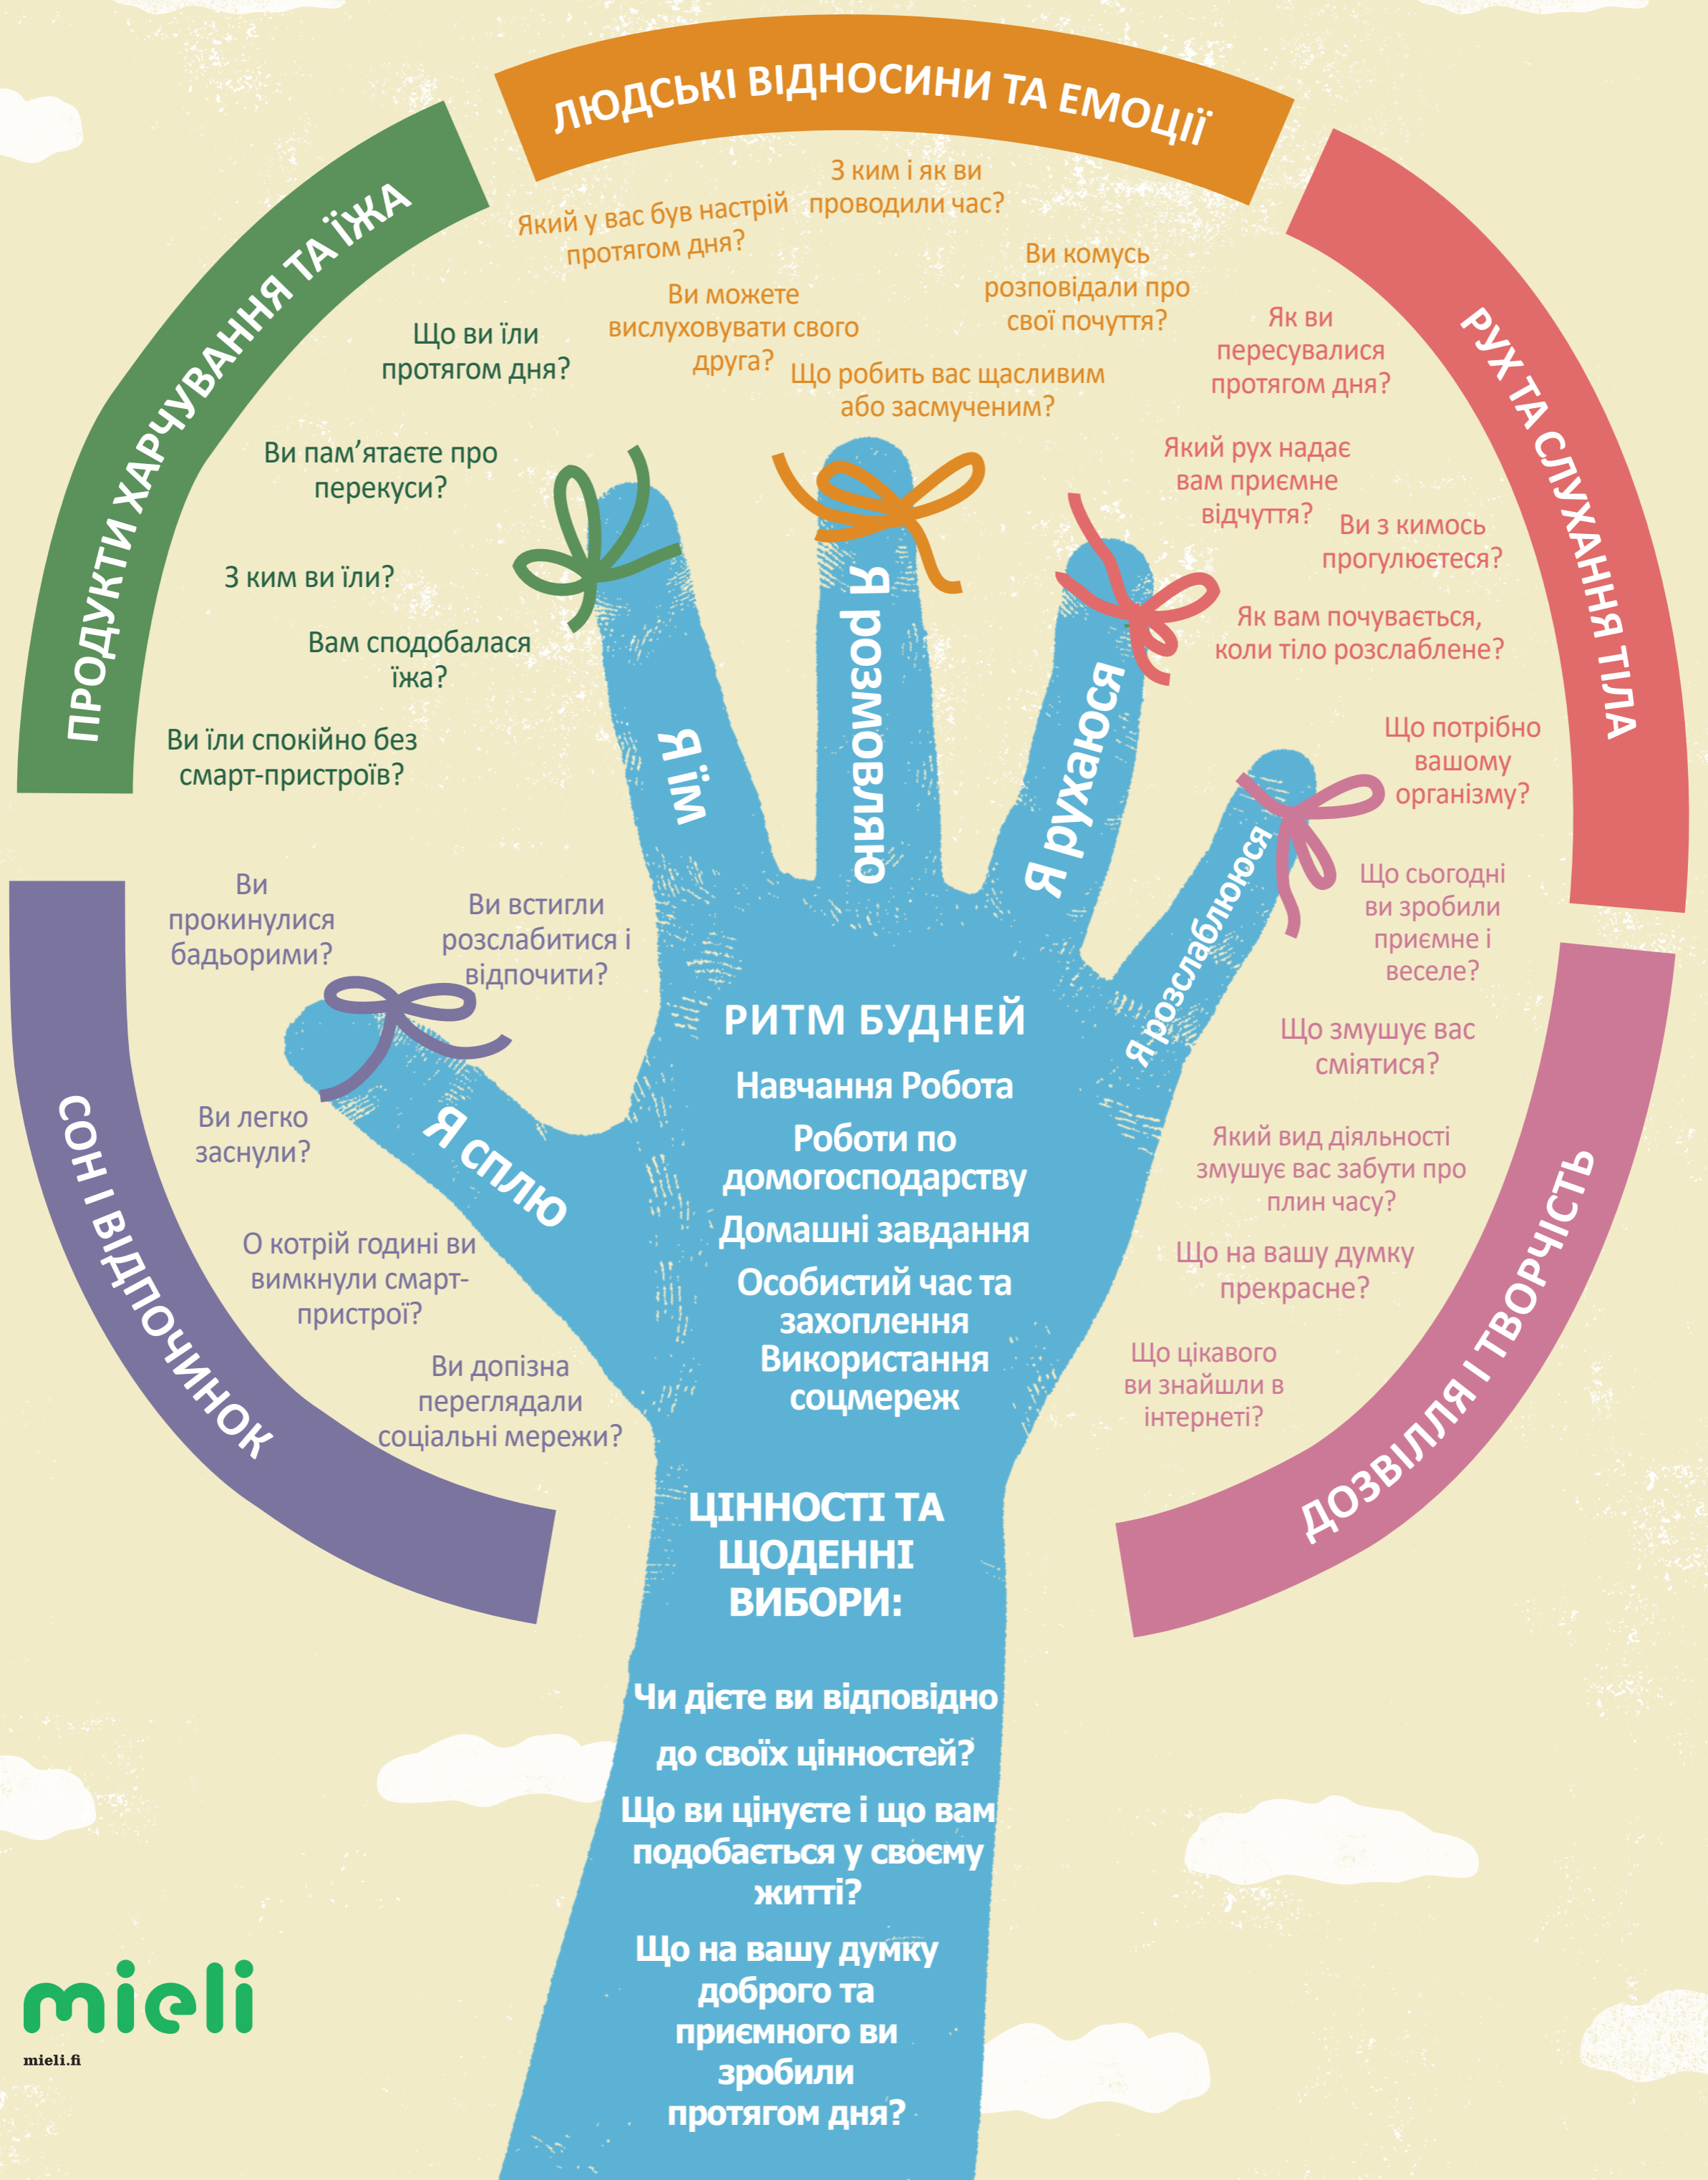 ЛЮДСЬКІ ВІДНОСИНИ ТА ЕМОЦІЇ
З ким і як ви
проводили час?
Який у вас був настрій
протягом дня?
Ви комусь
розповідали про
свої почуття?
Ви можете
вислуховувати свого
друга?
Що робить вас щасливим
або засмученим?
ПРОДУКТИ ХАРЧУВАННЯ ТА ЇЖА
Що ви їли
протягом дня?
Ви пам’ятаєте про
перекуси?
З ким ви їли?
Вам сподобалася
їжа?
Ви їли спокійно без
смарт-пристроїв?
РУХ ТА СЛУХАННЯ ТІЛА
Як ви
пересувалися
протягом дня?
Який рух надає
вам приємне
відчуття?
Ви з кимось
прогулюєтеся?
Як вам почувається,
коли тіло розслаблене?
Що потрібно
вашому
організму?
СОН І ВІДПОЧИНОК
Ви
прокинулися
бадьорими?
Ви встигли
розслабитися і
відпочити?
Ви легко
заснули?
О котрій годині ви
вимкнули смарт-
пристрої?
Ви допізна
переглядали
соціальні мережи?
ДОЗВІЛЛЯ І ТВОРЧІСТЬ
Що сьогодні
ви зробили
приємне і
веселе?
Що змушує вас
сміятися?
Який вид діяльності
змушує вас забути про
плин часу?
Що на вашу думку
прекрасне?
Що цікавого
ви знайшли в
інтернеті?
Я сплю
Я їм
Я розмовляю
Я рухаюся
Я розслаблююся
РИТМ БУДНЕЙ
Навчання Робота
Роботи по
домогосподарству
Домашні завдання
Особистий час та
захоплення
Використання
соцмереж
ЦІННОСТІ ТА
ЩОДЕННІ
ВИБОРИ:
Чи дієте ви відповідно
до своїх цінностей?
Що ви цінуєте і що вам
подобається у своєму
житті?
Що на вашу думку
доброго та
приємного ви
зробили
протягом дня?
mieli
mieli.fi